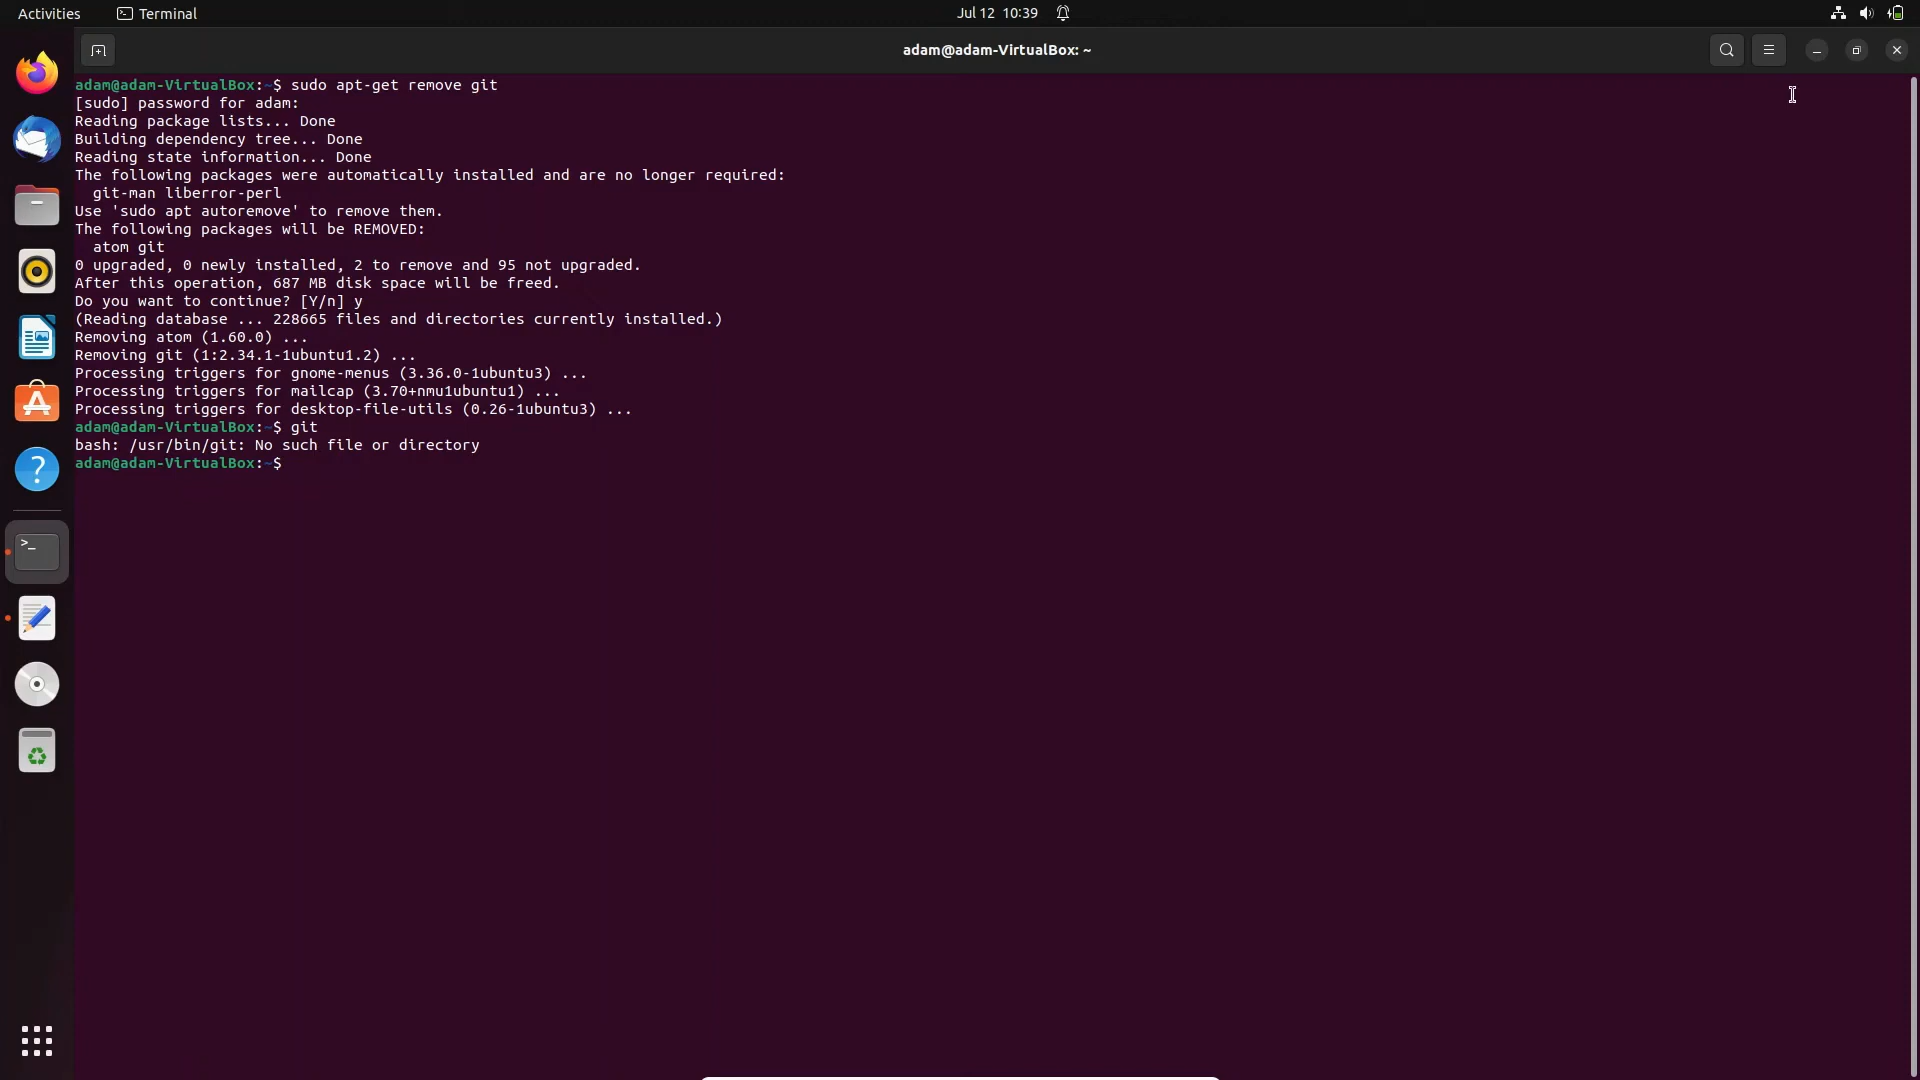 Activities
Terminal
Jul 12 10:39
adam@adam-VirtualBox: ~
adam@adam-VirtualBox:~$ sudo apt-get remove git
[sudo] password for adam:
Reading package lists... Done
Building dependency tree... Done
Reading state information... Done
The following packages were automatically installed and are no longer required:
  git-man liberror-perl
Use 'sudo apt autoremove' to remove them.
The following packages will be REMOVED:
  atom git
0 upgraded, 0 newly installed, 2 to remove and 95 not upgraded.
After this operation, 687 MB disk space will be freed.
Do you want to continue? [Y/n] y
(Reading database ... 228665 files and directories currently installed.)
Removing atom (1.60.0) ...
Removing git (1:2.34.1-1ubuntu1.2) ...
Processing triggers for gnome-menus (3.36.0-1ubuntu3) ...
Processing triggers for mailcap (3.70+nmu1ubuntu1) ...
Processing triggers for desktop-file-utils (0.26-1ubuntu3) ...
adam@adam-VirtualBox:~$ git
bash: /usr/bin/git: No such file or directory
adam@adam-VirtualBox:~$